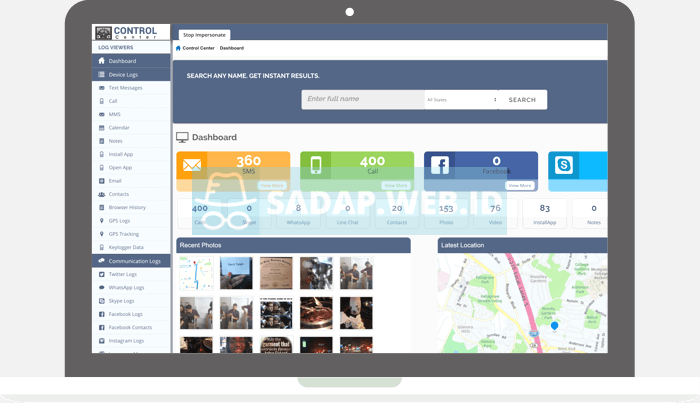 CONTROL
Center
Stop Impersonate
LOG VIEWERS
Control Center Dashboard
Dashboard
Device Logs
Text Messages
Call
MMS
Calendar
Notes
Install App
Open App
Email
Contacts
Browser History
GPS Logs
GPS Tracking
Keylogger Data
Communication Logs
Twitter Logs
WhatsApp Logs
Skype Logs
Facebook Logs
Facebook Contacts
Instagram Logs
SEARCH ANY NAME. GET INSTANT RESULTS.
Enter full name
All States
SEARCH
Dashboard
360
SMS
View More
400
Call
View More
0
Facebook
View More
SADAP.WEB.ID
400
Call
0
Skype
8
WhatsApp
0
Line Chat
20
Contacts
153
Photo
76
Video
83
InstallApp
0
Notes
Recent Photos
Latest Location